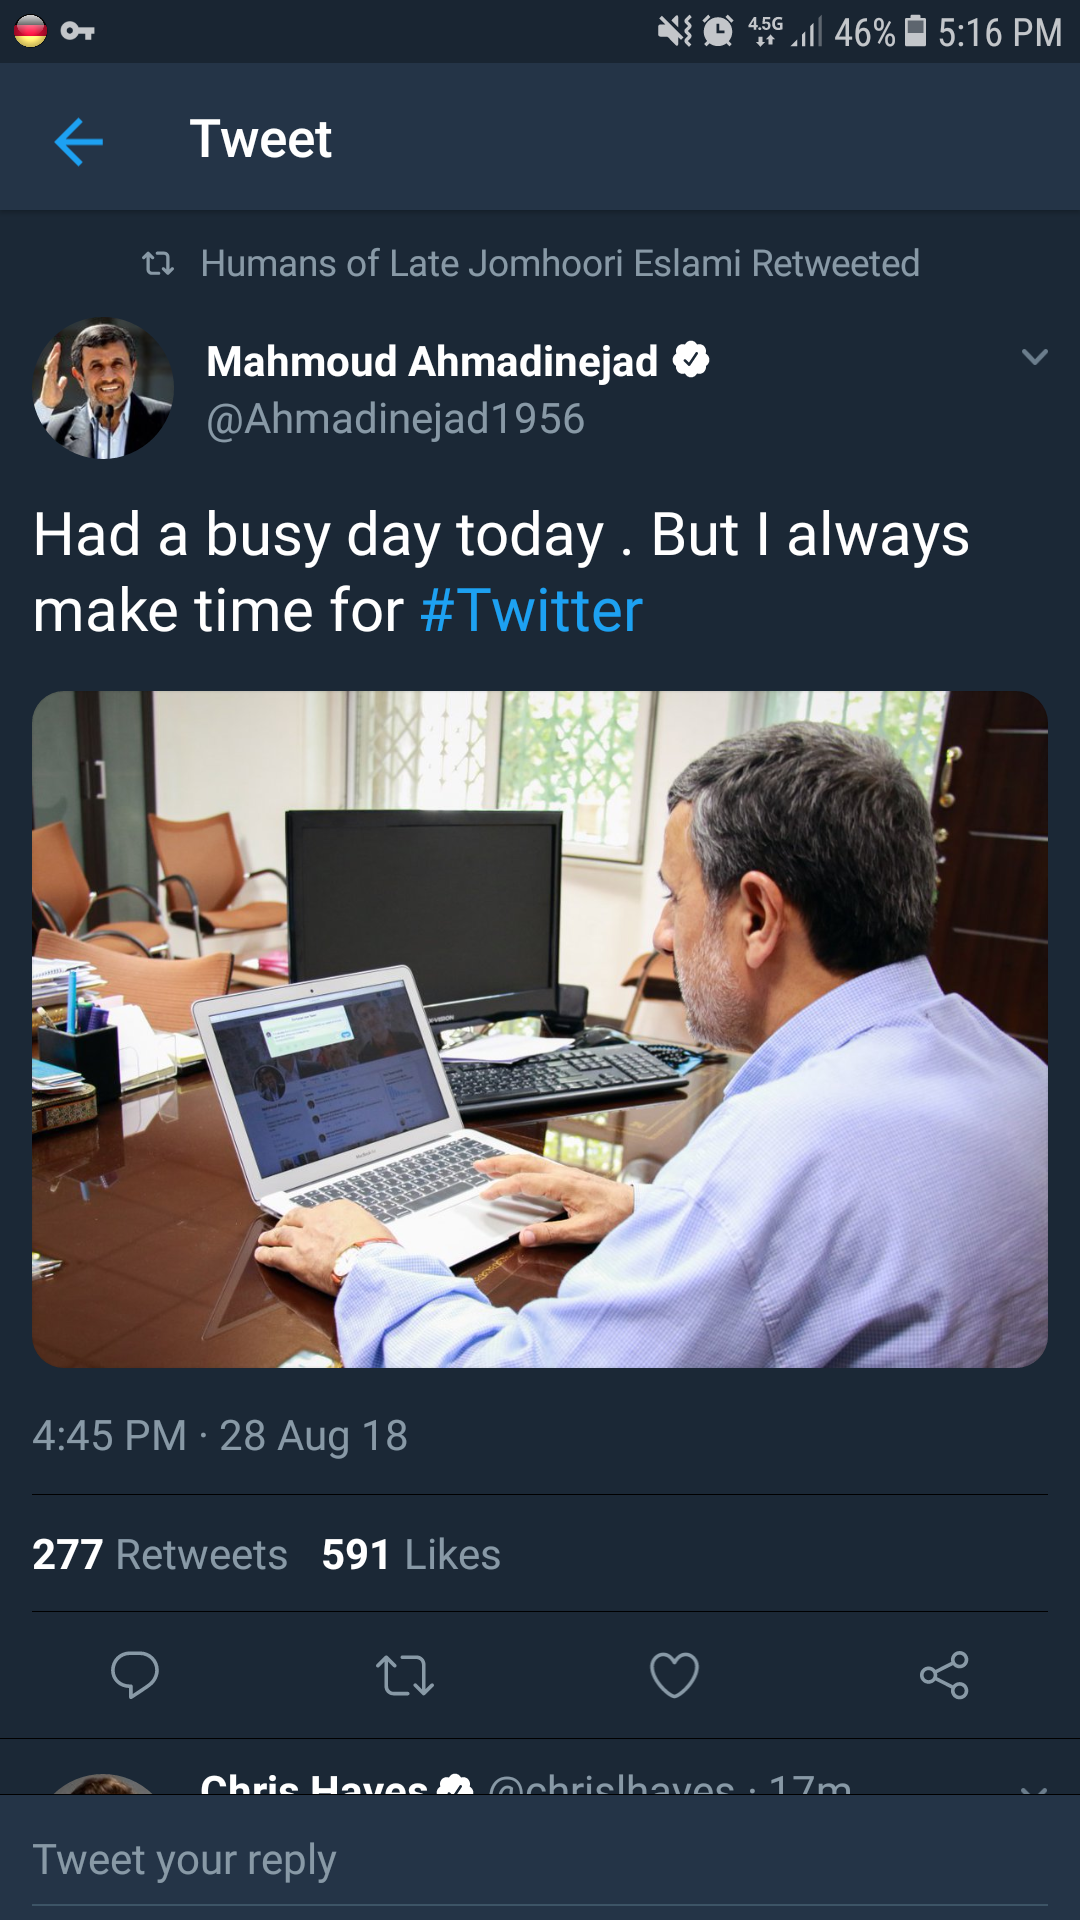 4.5G 46% 5:16 PM
Tweet
Humans of Late Jomhoori Eslami Retweeted
Mahmoud Ahmadinejad
@Ahmadinejad1956
Had a busy day today . But I always
make time for #Twitter
4:45 PM · 28 Aug 18
277 Retweets 591 Likes
Chris Hayes @chrislhayes · 17m
Tweet your reply